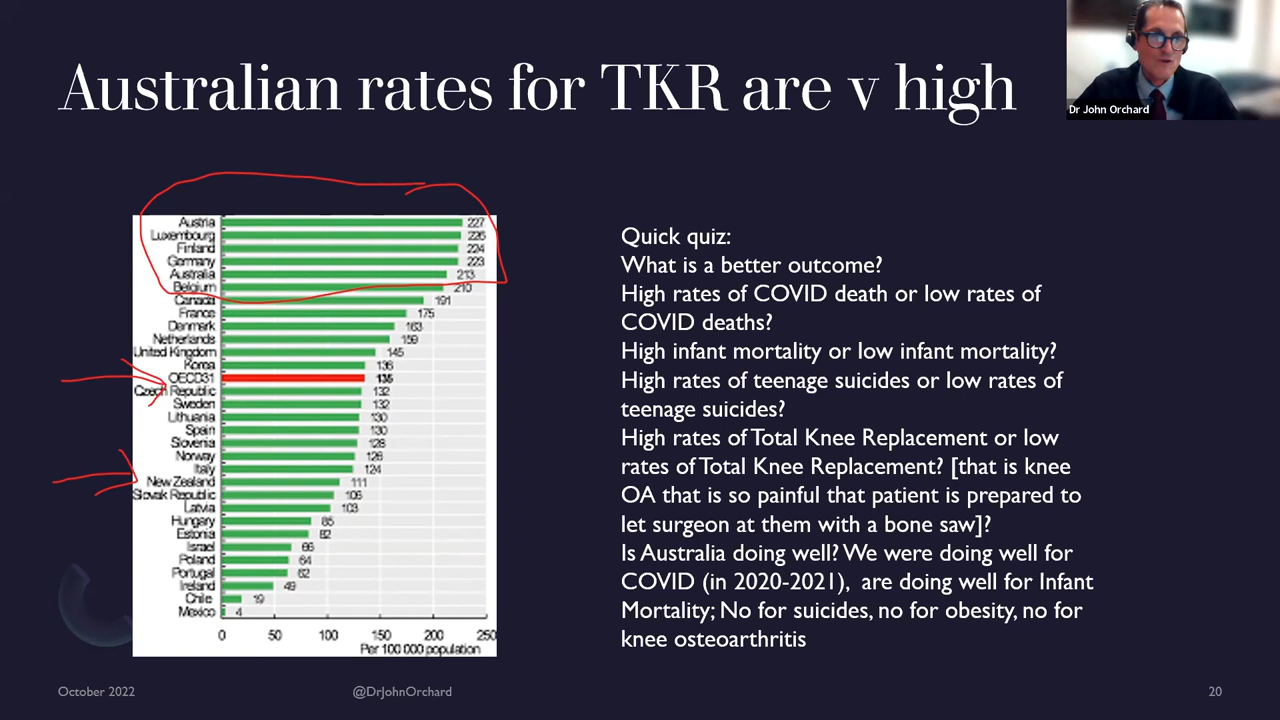 Australian rates for TKR are v high
Dr John Orchard
Austria 227
Luxembourg 226
Finland 224
Germany 223
Australia 213
Belgium 210
Canada 191
France 175
Denmark 163
Netherlands 159
United Kingdom 145
Korea 136
OECD31 135
Czech Republic 132
Sweden 132
Lithuania 130
Spain 130
Slovenia 128
Norway 126
Italy 124
New Zealand 111
Slovak Republic 106
Latvia 103
Hungary 85
Estonia 82
Israel 66
Poland 64
Portugal 62
Ireland 49
Chile 19
Mexico 4
0 50 100 150 200 250
Per 100 000 population
Quick quiz:
What is a better outcome?
High rates of COVID death or low rates of
COVID deaths?
High infant mortality or low infant mortality?
High rates of teenage suicides or low rates of
teenage suicides?
High rates of Total Knee Replacement or low
rates of Total Knee Replacement? [that is knee
OA that is so painful that patient is prepared to
let surgeon at them with a bone saw]?
Is Australia doing well? We were doing well for
COVID (in 2020-2021), are doing well for Infant
Mortality; No for suicides, no for obesity, no for
knee osteoarthritis
October 2022
@DrJohnOrchard
20